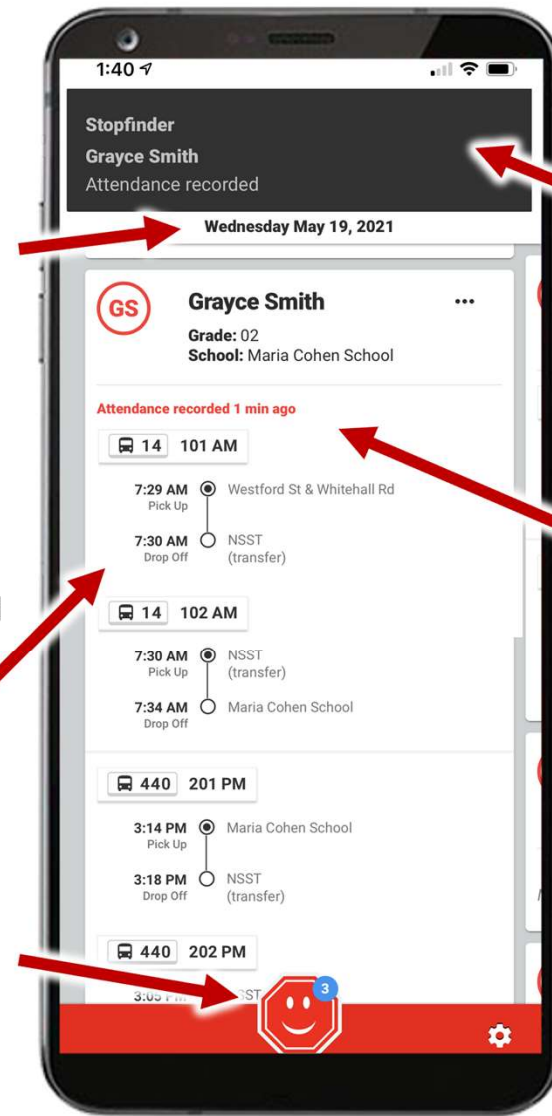 1:40
Stopfinder
Grayce Smith
Attendance recorded
Wednesday May 19, 2021
GS
Grayce Smith
Grade: 02
School: Maria Cohen School
Attendance recorded 1 min ago
14 101 AM
7:29 AM Westford St & Whitehall Rd
Pick Up
7:30 AM NSST
Drop Off (transfer)
14 102 AM
7:30 AM NSST
Pick Up (transfer)
7:34 AM Maria Cohen School
Drop Off
440 201 PM
3:14 PM Maria Cohen School
Pick Up
3:18 PM NSST
Drop Off (transfer)
440 202 PM
3:05
3